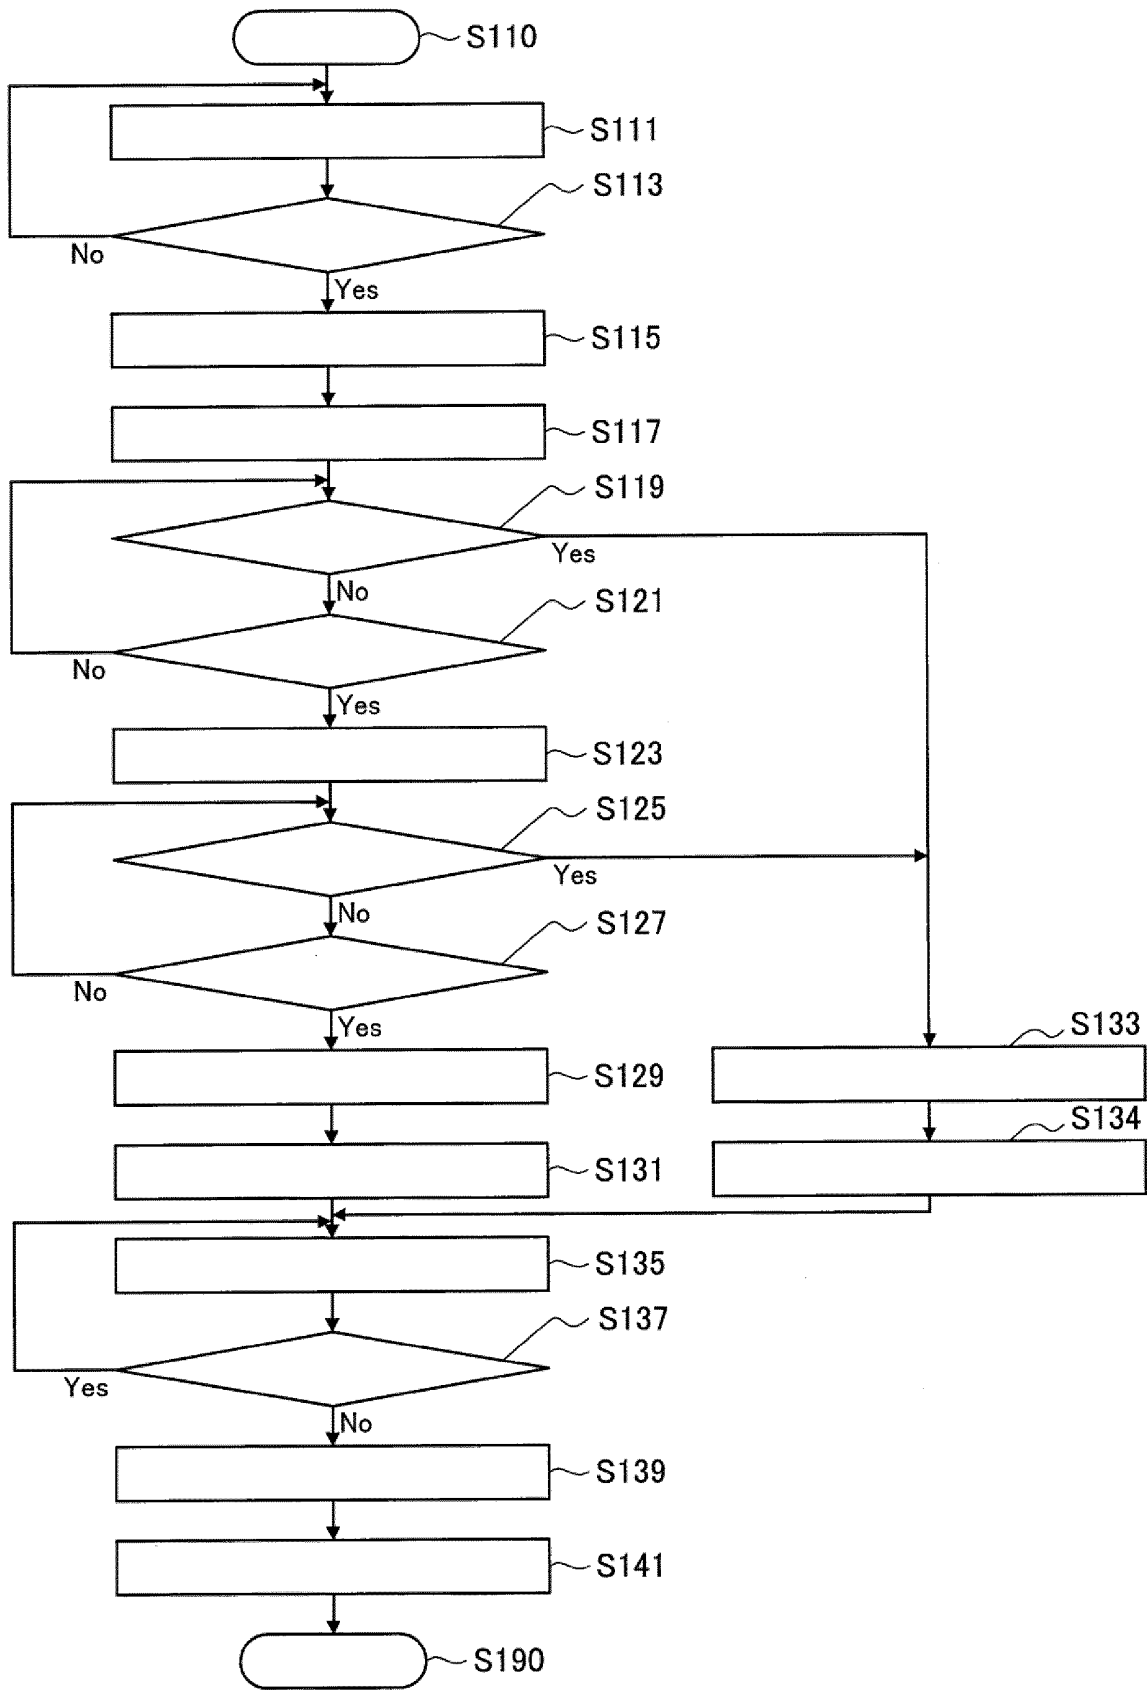 S110
S111
S113
No
Yes
S115
S117
S119
Yes
No
S121
No
Yes
S123
S125
Yes
No
S127
No
Yes
S133
S129
S134
S131
S135
S137
Yes
No
S139
S141
S190